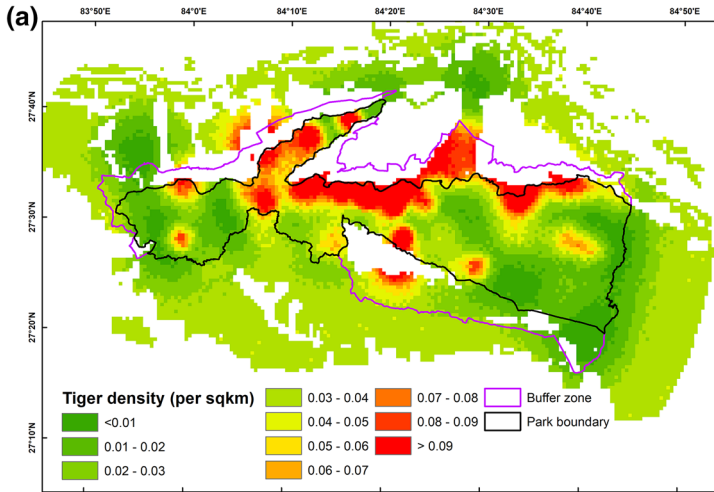 (a)
83°50'E 84°0'E 84°10'E 84°20'E 84°30'E 84°40'E 84°50'E
27°40'N
27°30'N
27°20'N
27°10'N
Tiger density (per sqkm)
<0.01
0.01 - 0.02
0.02 - 0.03
0.03 - 0.04
0.04 - 0.05
0.05 - 0.06
0.06 - 0.07
0.07 - 0.08
0.08 - 0.09
> 0.09
Buffer zone
Park boundary